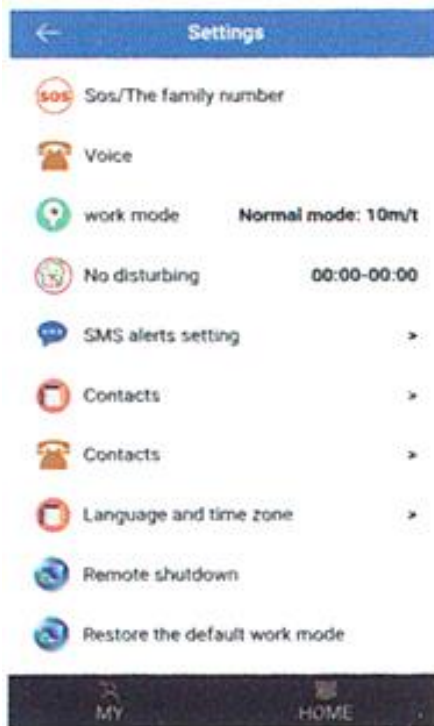 Settings
SOS Sos/The family number
Voice
work mode Normal mode: 10m/t
No disturbing 00:00-00:00
SMS alerts setting >
Contacts >
Contacts >
Language and time zone >
Remote shutdown
Restore the default work mode
MY HOME